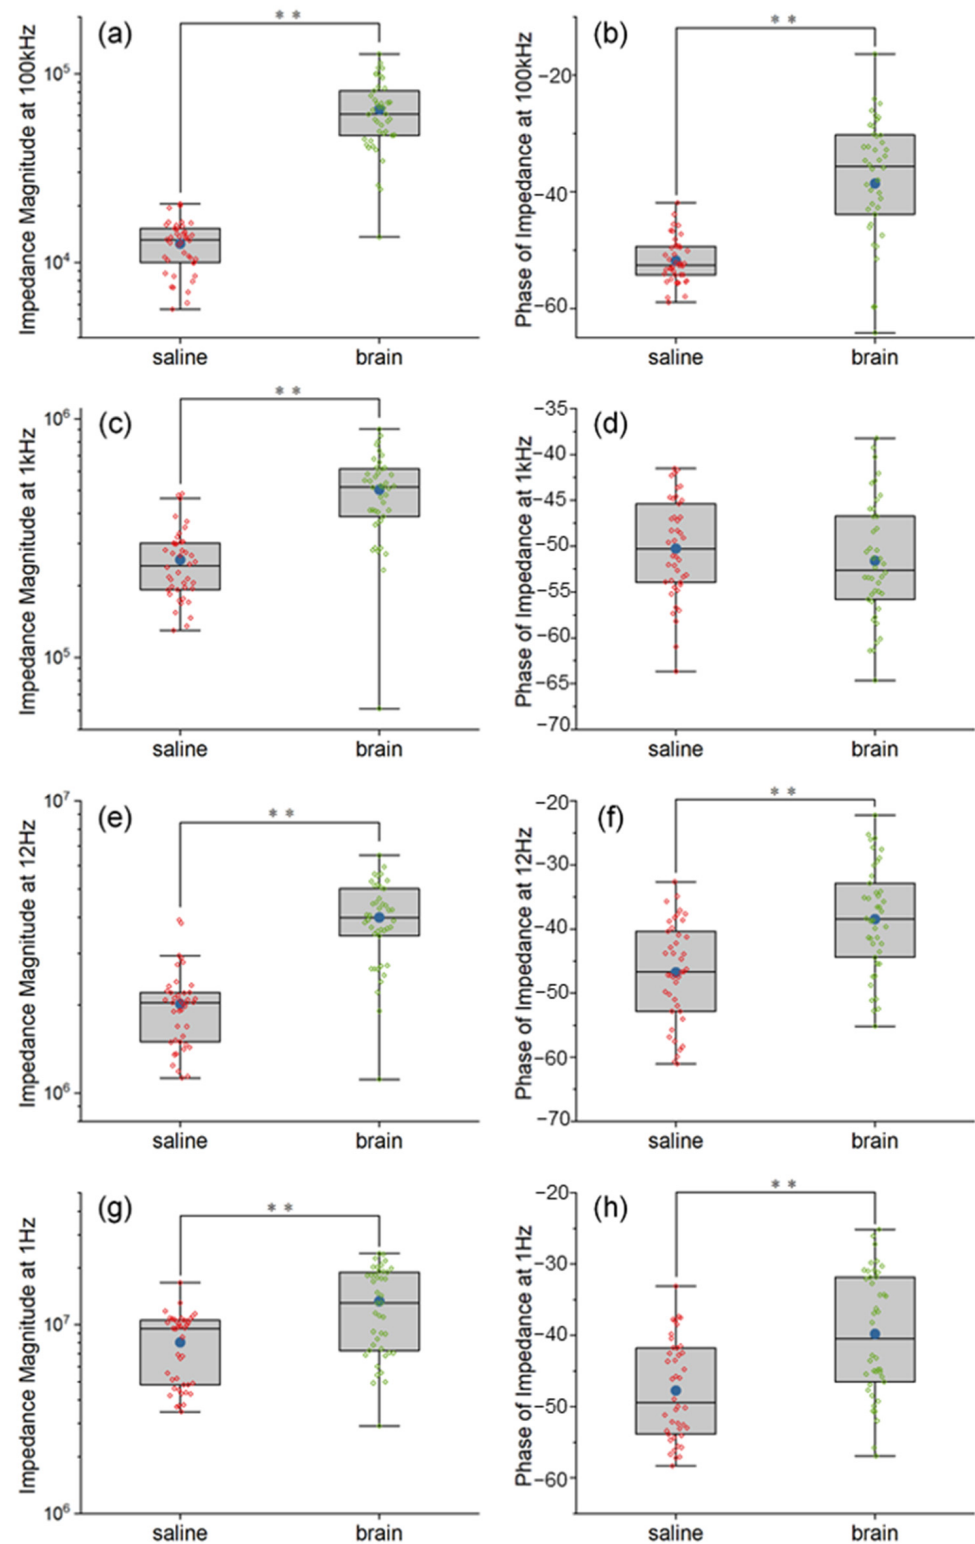 (a)
**
Impedance Magnitude at 100kHz
10^5
10^4
saline
brain
(b)
**
Phase of Impedance at 100kHz
−20
−40
−60
saline
brain
(c)
**
Impedance Magnitude at 1kHz
10^6
10^5
saline
brain
(d)
Phase of Impedance at 1kHz
−35
−40
−45
−50
−55
−60
−65
−70
saline
brain
(e)
**
Impedance Magnitude at 12Hz
10^7
10^6
saline
brain
(f)
**
Phase of Impedance at 12Hz
−20
−30
−40
−50
−60
−70
saline
brain
(g)
**
Impedance Magnitude at 1Hz
10^7
10^6
saline
brain
(h)
**
Phase of Impedance at 1Hz
−20
−30
−40
−50
−60
saline
brain